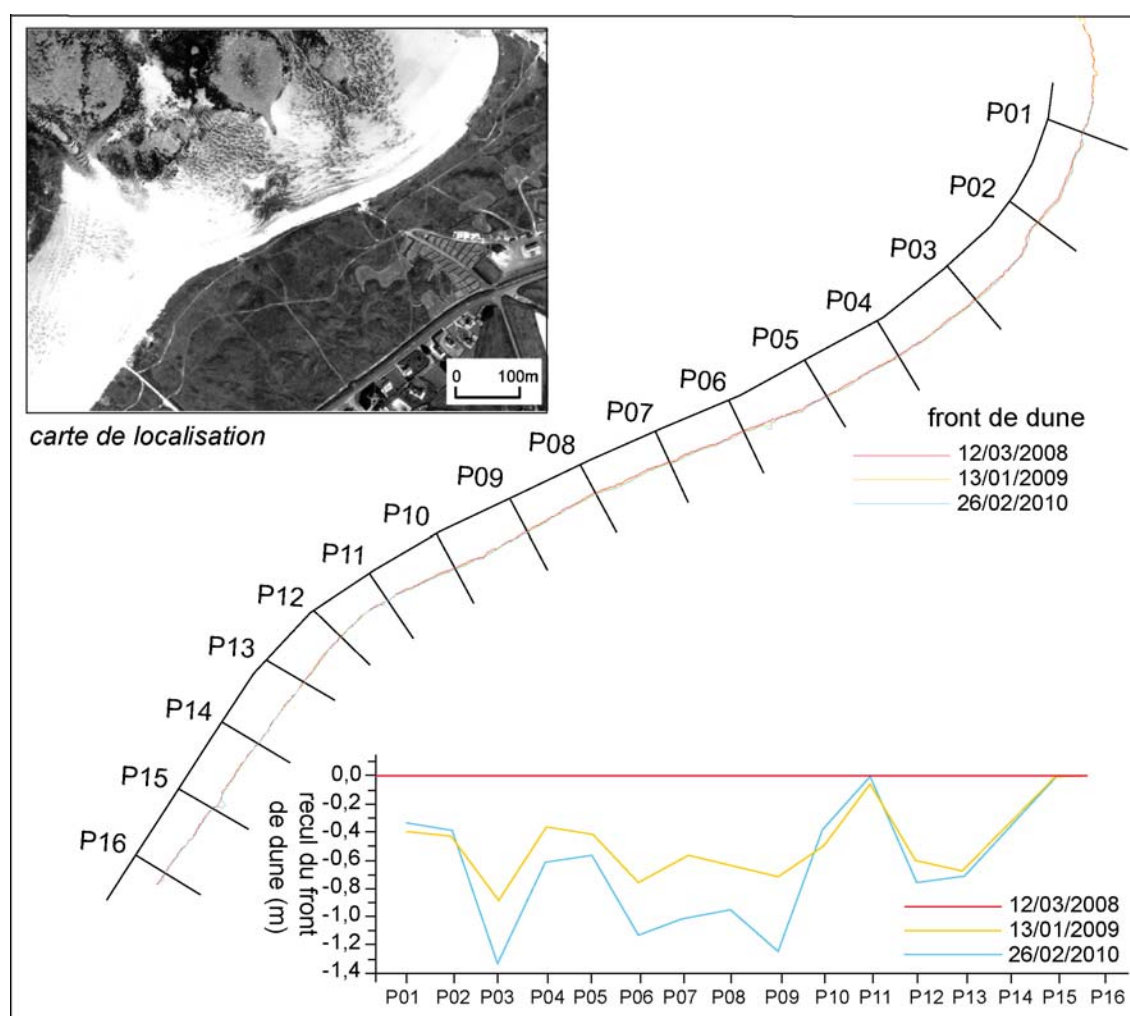 0 100m
carte de localisation
P01
P02
P03
P04
P05
P06
P07
P08
P09
P10
P11
P12
P13
P14
P15
P16
front de dune
12/03/2008
13/01/2009
26/02/2010
recul du front
de dune (m)
0,0
-0,2
-0,4
-0,6
-0,8
-1,0
-1,2
-1,4
12/03/2008
13/01/2009
26/02/2010
P01 P02 P03 P04 P05 P06 P07 P08 P09 P10 P11 P12 P13 P14 P15 P16